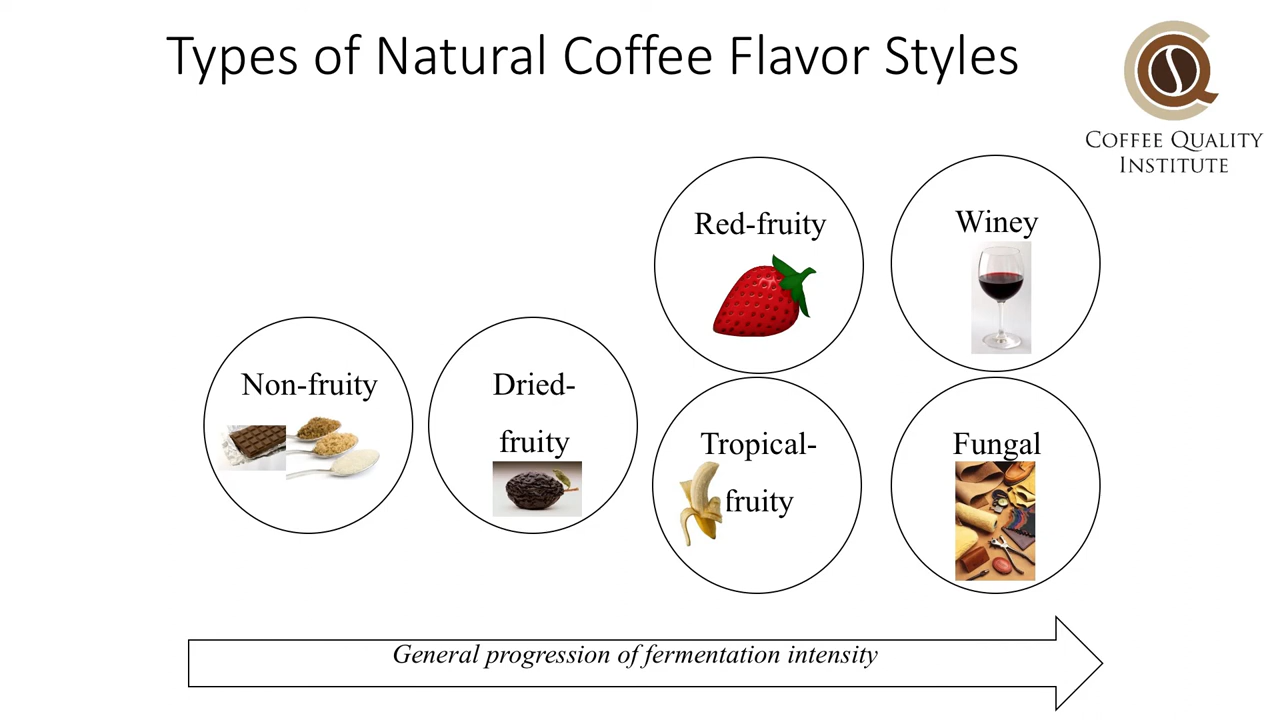 Types of Natural Coffee Flavor Styles
COFFEE QUALITY
INSTITUTE
Red-fruity
Winey
Non-fruity
Dried-
fruity
Tropical-
fruity
Fungal
General progression of fermentation intensity